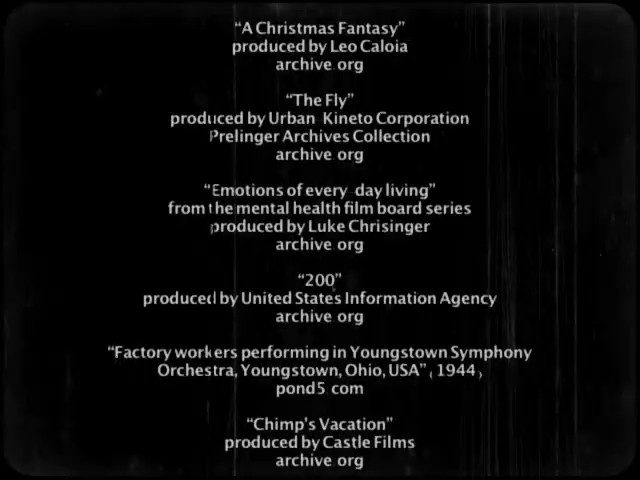 “A Christmas Fantasy”
produced by Leo Caloia
archive.org
“The Fly”
produced by Urban-Kineto Corporation
Prelinger Archives Collection
archive.org
“Emotions of every-day living”
from the mental health film board series
produced by Luke Chrisinger
archive.org
“200”
produced by United States Information Agency
archive.org
“Factory workers performing in Youngstown Symphony
Orchestra, Youngstown, Ohio, USA” (1944)
pond5.com
“Chimp's Vacation”
produced by Castle Films
archive.org